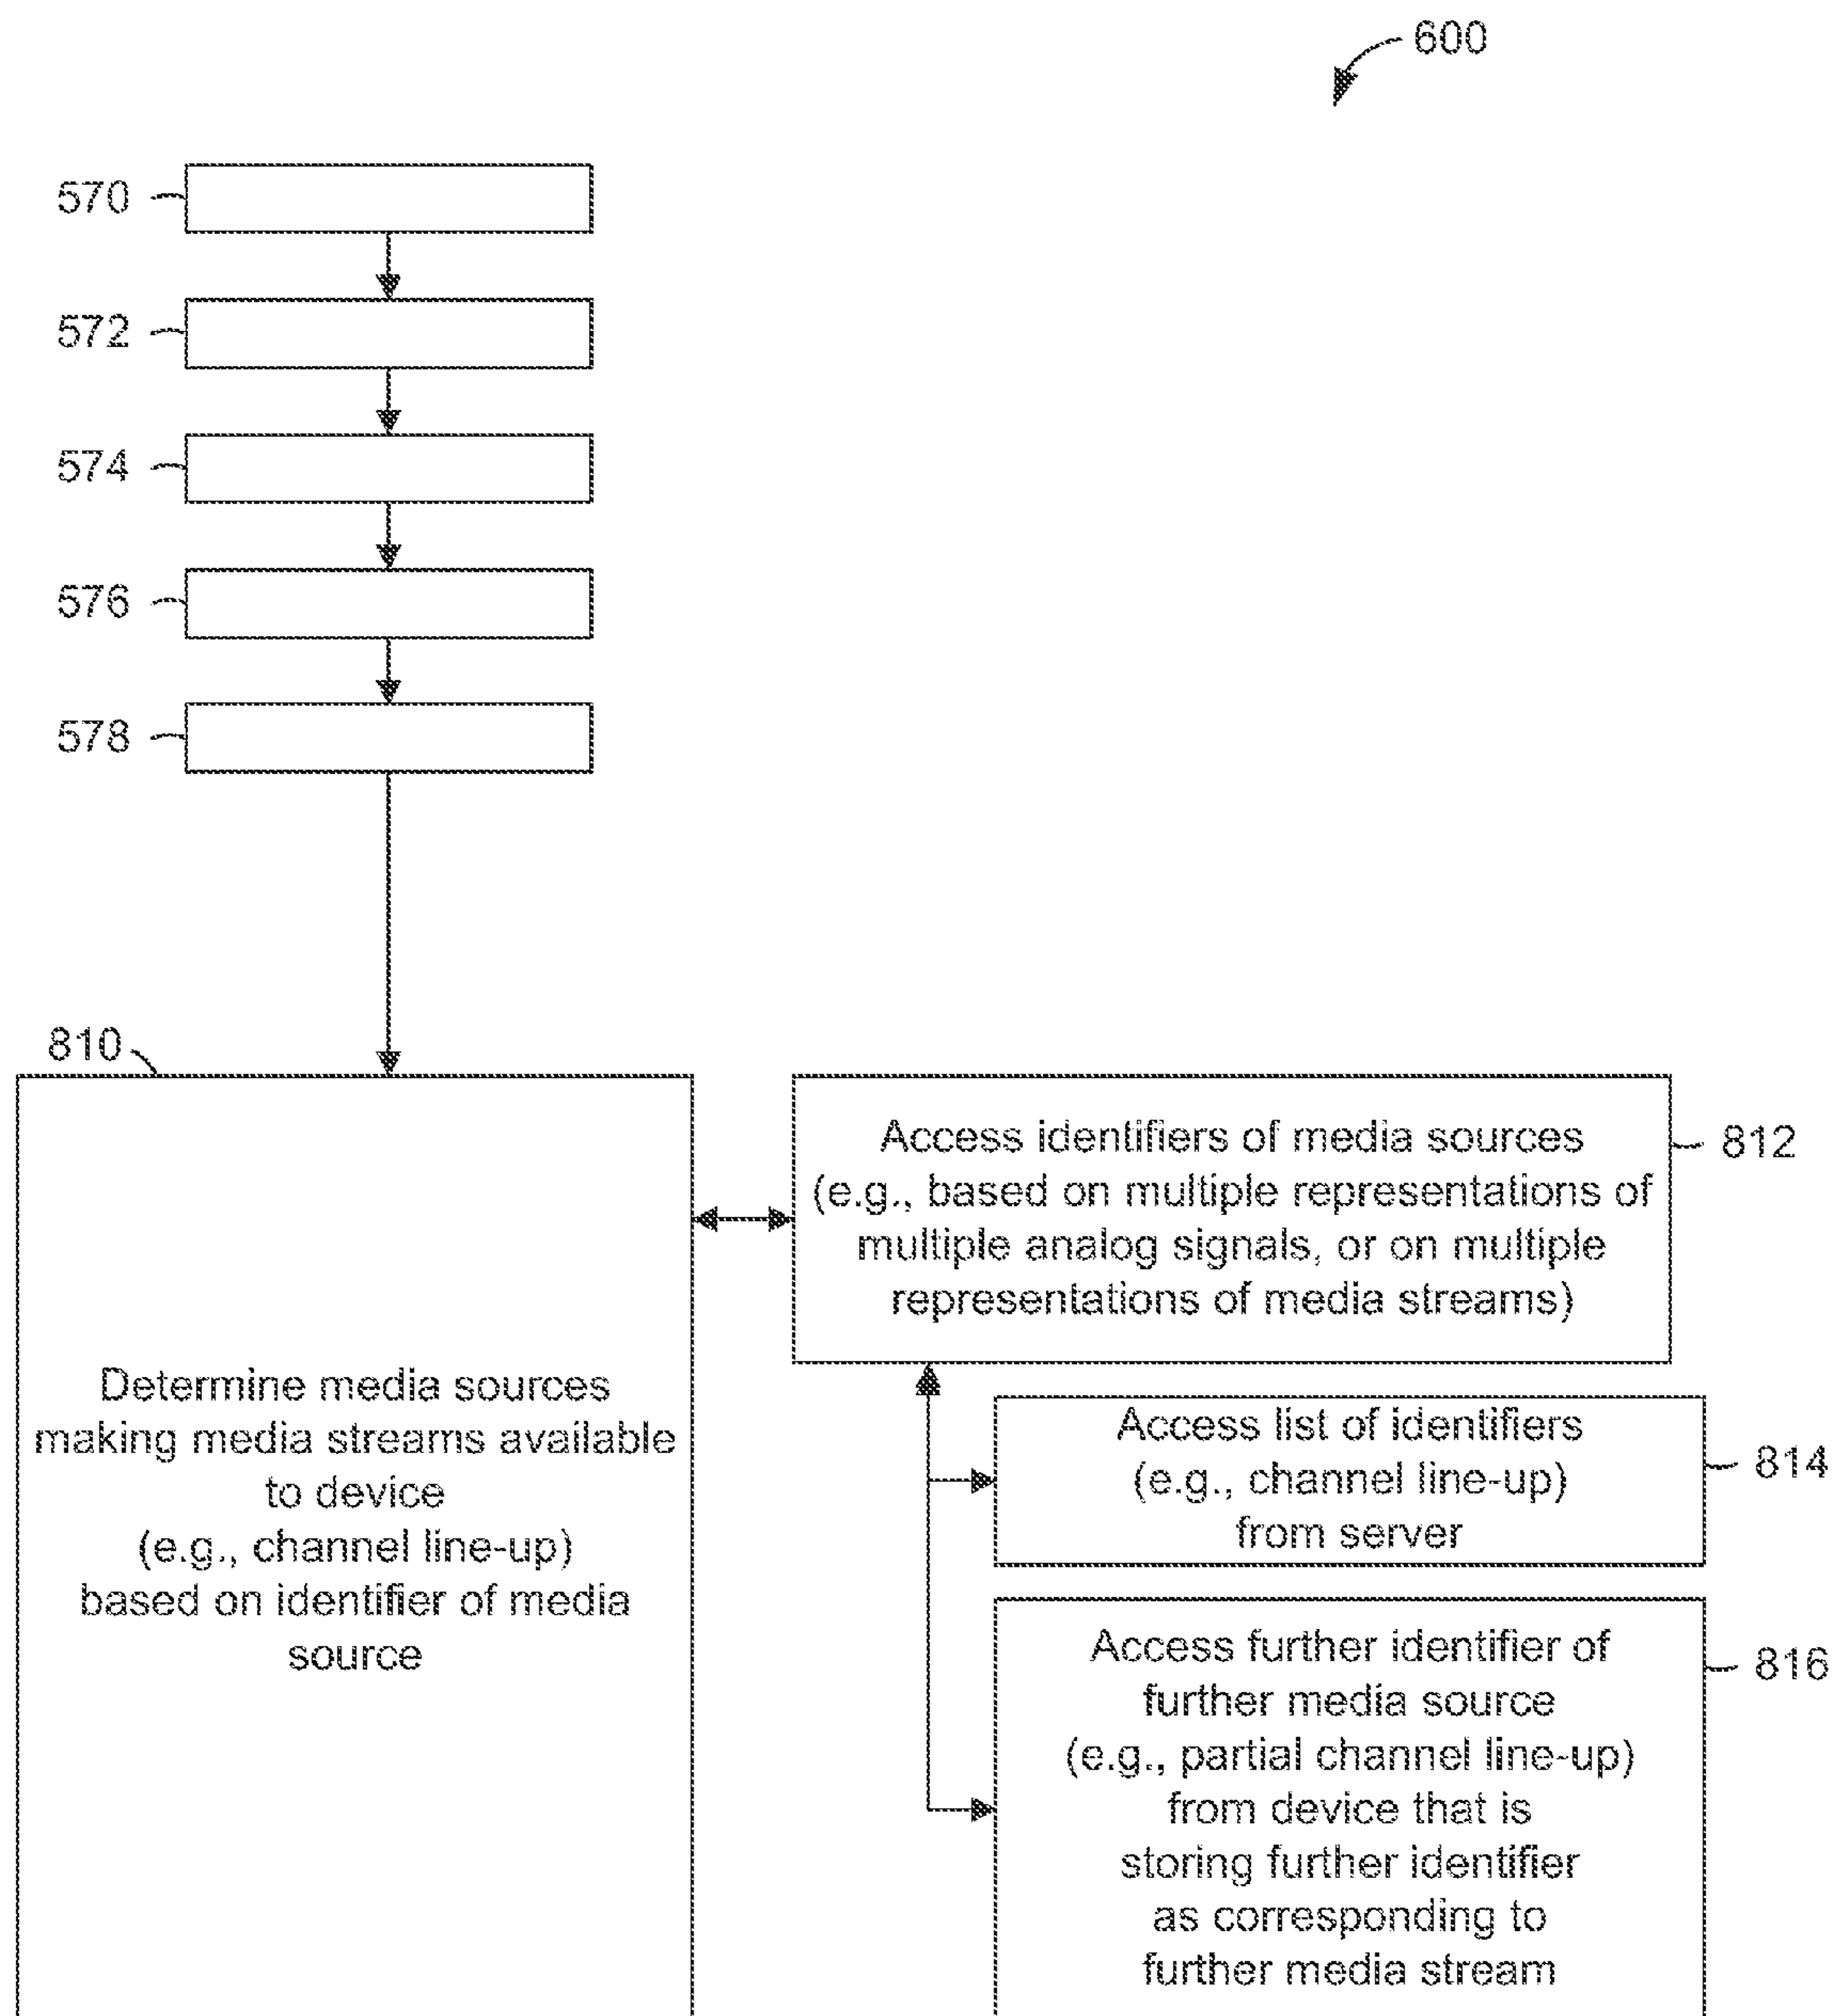 600
570
572
574
576
578
810
Determine media sources
making media streams available
to device
(e.g., channel line-up)
based on identifier of media
source
Access identifiers of media sources
(e.g., based on multiple representations of
multiple analog signals, or on multiple
representations of media streams)
812
Access list of identifiers
(e.g., channel line-up)
from server
814
Access further identifier of
further media source
(e.g., partial channel line-up)
from device that is
storing further identifier
as corresponding to
further media stream
816